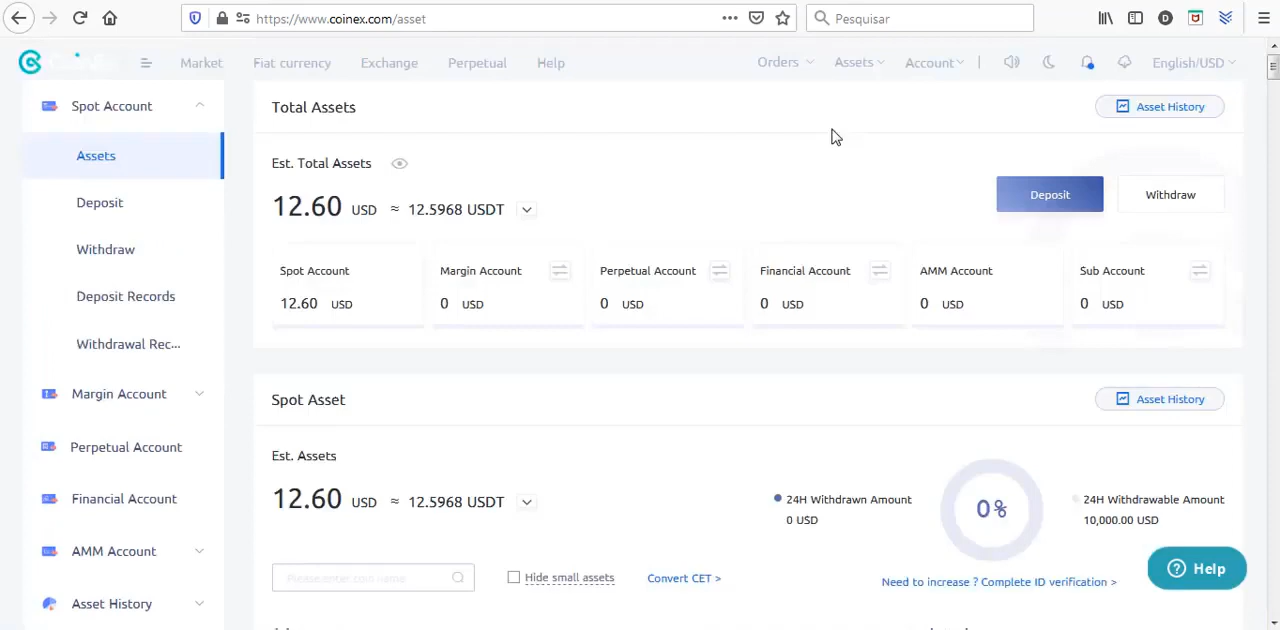 https://www.coinex.com/asset
Pesquisar
Market Fiat currency Exchange Perpetual Help Orders Assets Account English/USD
Spot Account
Assets
Deposit
Withdraw
Deposit Records
Withdrawal Rec...
Margin Account
Perpetual Account
Financial Account
AMM Account
Asset History
Total Assets
Asset History
Est. Total Assets
12.60 USD ≈ 12.5968 USDT
Deposit
Withdraw
Spot Account
12.60 USD
Margin Account
0 USD
Perpetual Account
0 USD
Financial Account
0 USD
AMM Account
0 USD
Sub Account
0 USD
Spot Asset
Asset History
Est. Assets
12.60 USD ≈ 12.5968 USDT
24H Withdrawn Amount
0 USD
0%
24H Withdrawable Amount
10,000.00 USD
Please enter coin name
Hide small assets
Convert CET >
Need to increase ? Complete ID verification >
Help